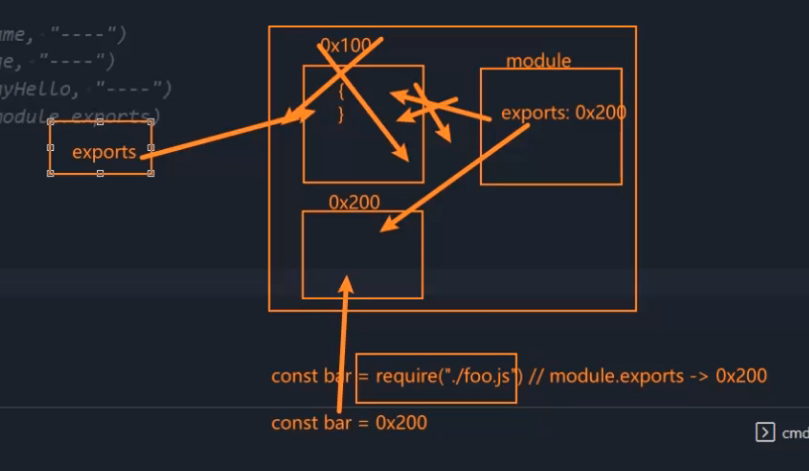 ame, "----")
e, "----")
ayHello, "----")
module.exports)
0x100
{
}
module
exports: 0x200
exports
0x200
const bar = require("./foo.js") // module.exports -> 0x200
const bar = 0x200
cmd